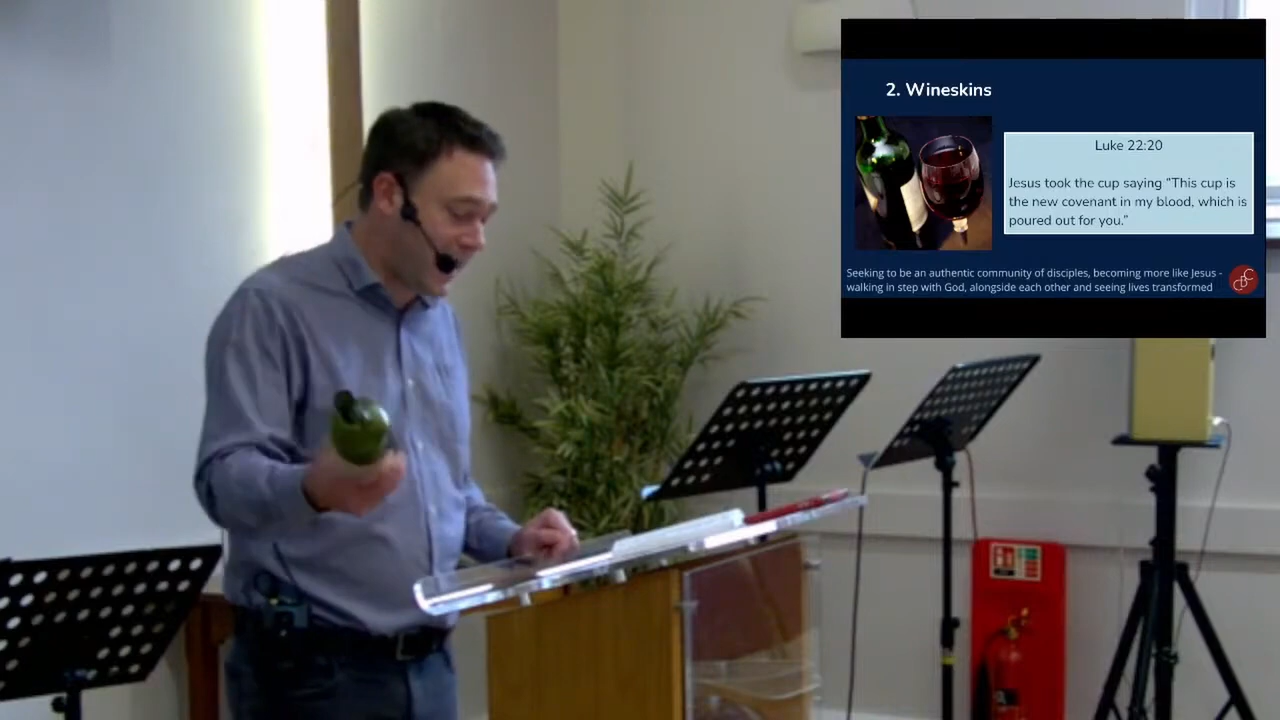 2. Wineskins
Luke 22:20
Jesus took the cup saying “This cup is
the new covenant in my blood, which is
poured out for you.”
Seeking to be an authentic community of disciples, becoming more like Jesus -
walking in step with God, alongside each other and seeing lives transformed
CBC